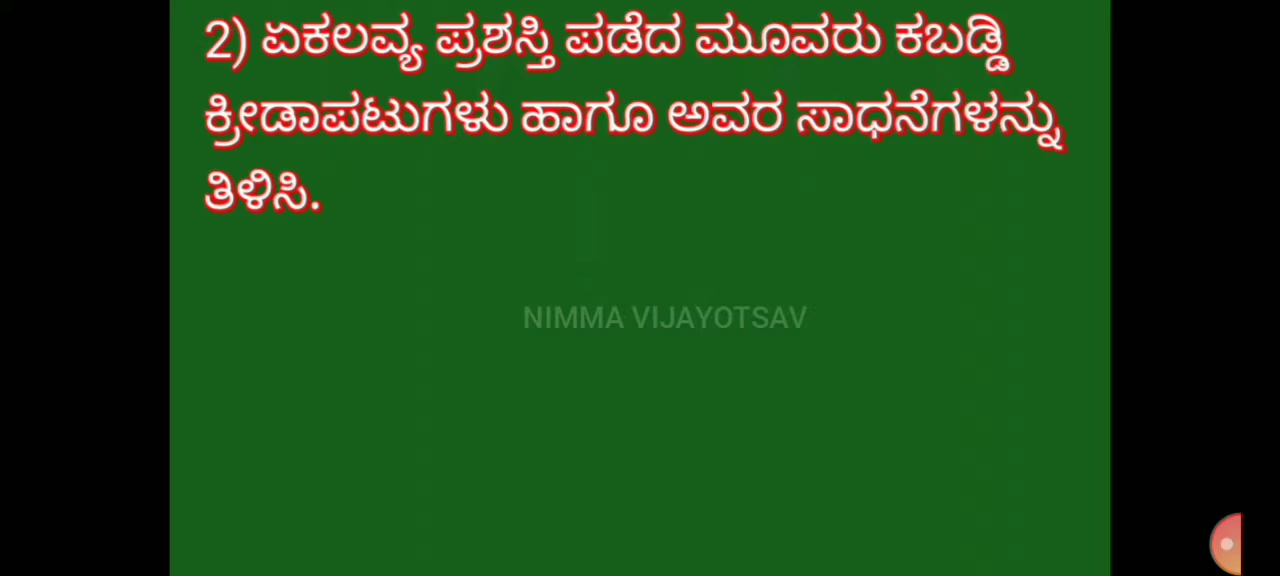 2) ಏಕಲವ್ಯ ಪ್ರಶಸ್ತಿ ಪಡೆದ ಮೂವರು ಕಬಡ್ಡಿ
ಕ್ರೀಡಾಪಟುಗಳು ಹಾಗೂ ಅವರ ಸಾಧನೆಗಳನ್ನು
ತಿಳಿಸಿ.
NIMMA VIJAYOTSAV